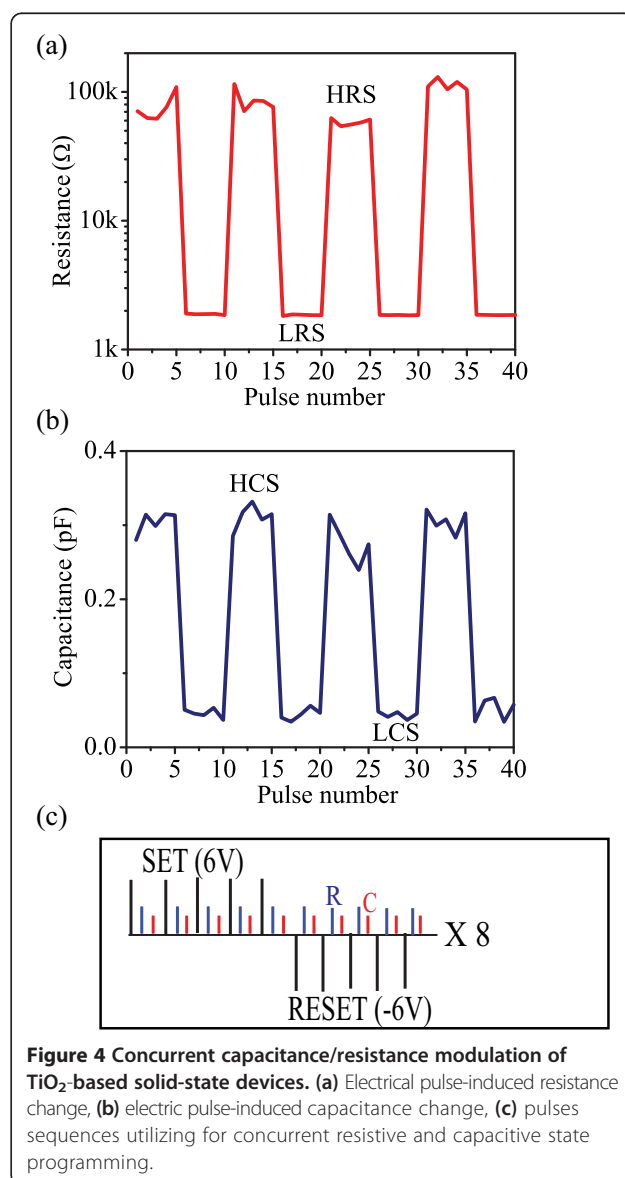 (a)
100k
10k
1k
Resistance (Ω)
HRS
LRS
0 5 10 15 20 25 30 35 40
Pulse number
(b)
0.4
0.2
0.0
Capacitance (pF)
HCS
LCS
0 5 10 15 20 25 30 35 40
Pulse number
(c)
SET (6V)
R
C
X 8
RESET (-6V)
Figure 4 Concurrent capacitance/resistance modulation of
TiO₂-based solid-state devices. (a) Electrical pulse-induced resistance
change, (b) electric pulse-induced capacitance change, (c) pulses
sequences utilizing for concurrent resistive and capacitive state
programming.